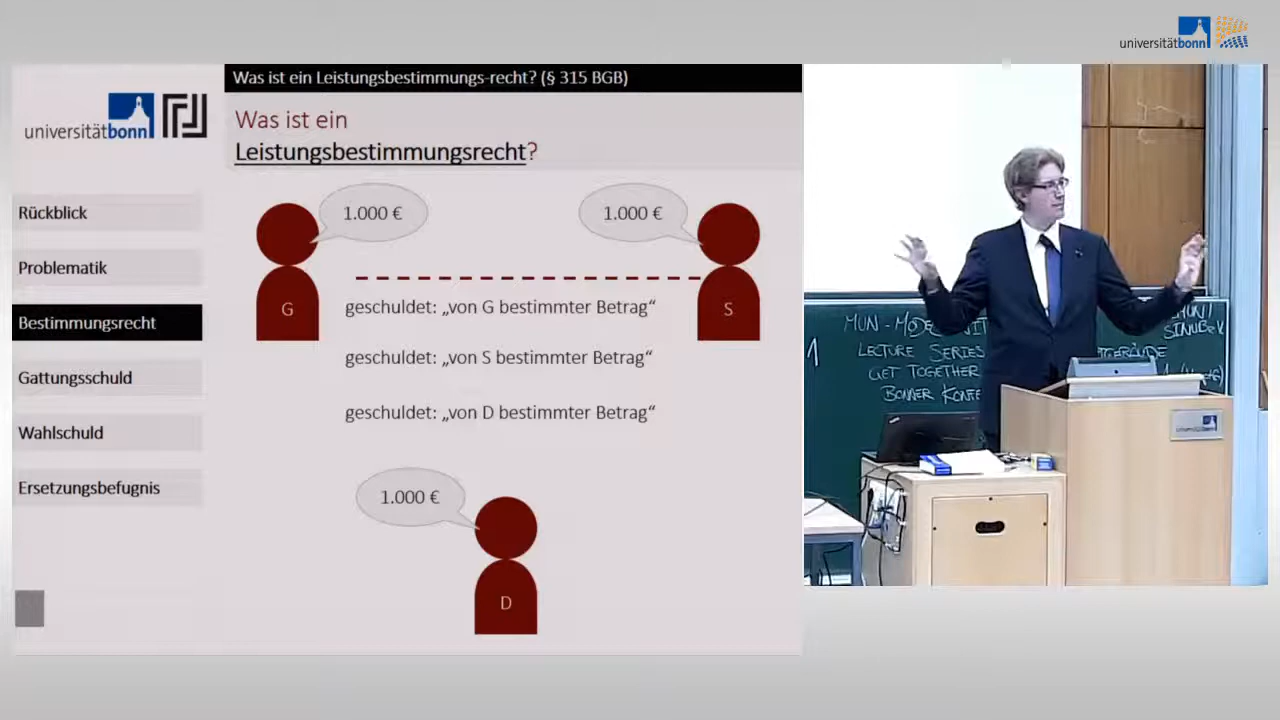 universitätbonn
Was ist ein Leistungsbestimmungs-recht? (§ 315 BGB)
universitätbonn
Was ist ein
Leistungsbestimmungsrecht?
Rückblick
Problematik
Bestimmungsrecht
Gattungsschuld
Wahlschuld
Ersetzungsbefugnis
1.000 €
1.000 €
G
S
geschuldet: „von G bestimmter Betrag“
geschuldet: „von S bestimmter Betrag“
geschuldet: „von D bestimmter Betrag“
1.000 €
D
LECTURE SERIES
GET TOGETHER
BONNER
universitätbonn